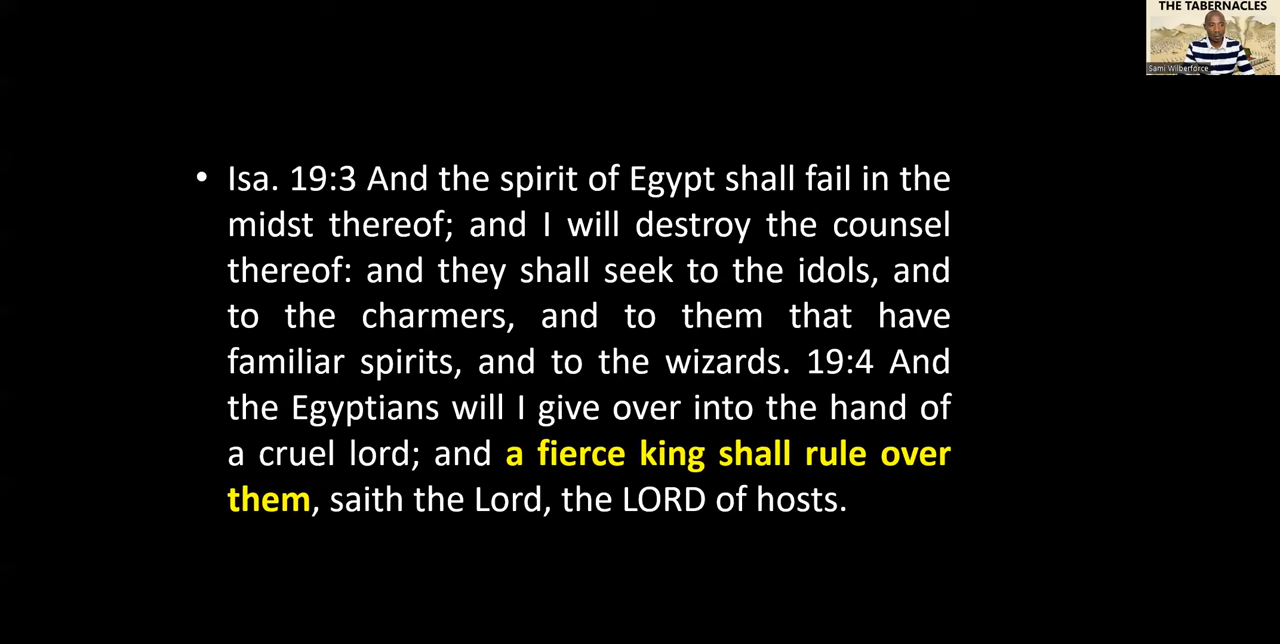 THE TABERNACLES
Sami Wilberforce
• Isa. 19:3 And the spirit of Egypt shall fail in the
midst thereof; and I will destroy the counsel
thereof: and they shall seek to the idols, and
to the charmers, and to them that have
familiar spirits, and to the wizards. 19:4 And
the Egyptians will I give over into the hand of
a cruel lord; and a fierce king shall rule over
them, saith the Lord, the LORD of hosts.